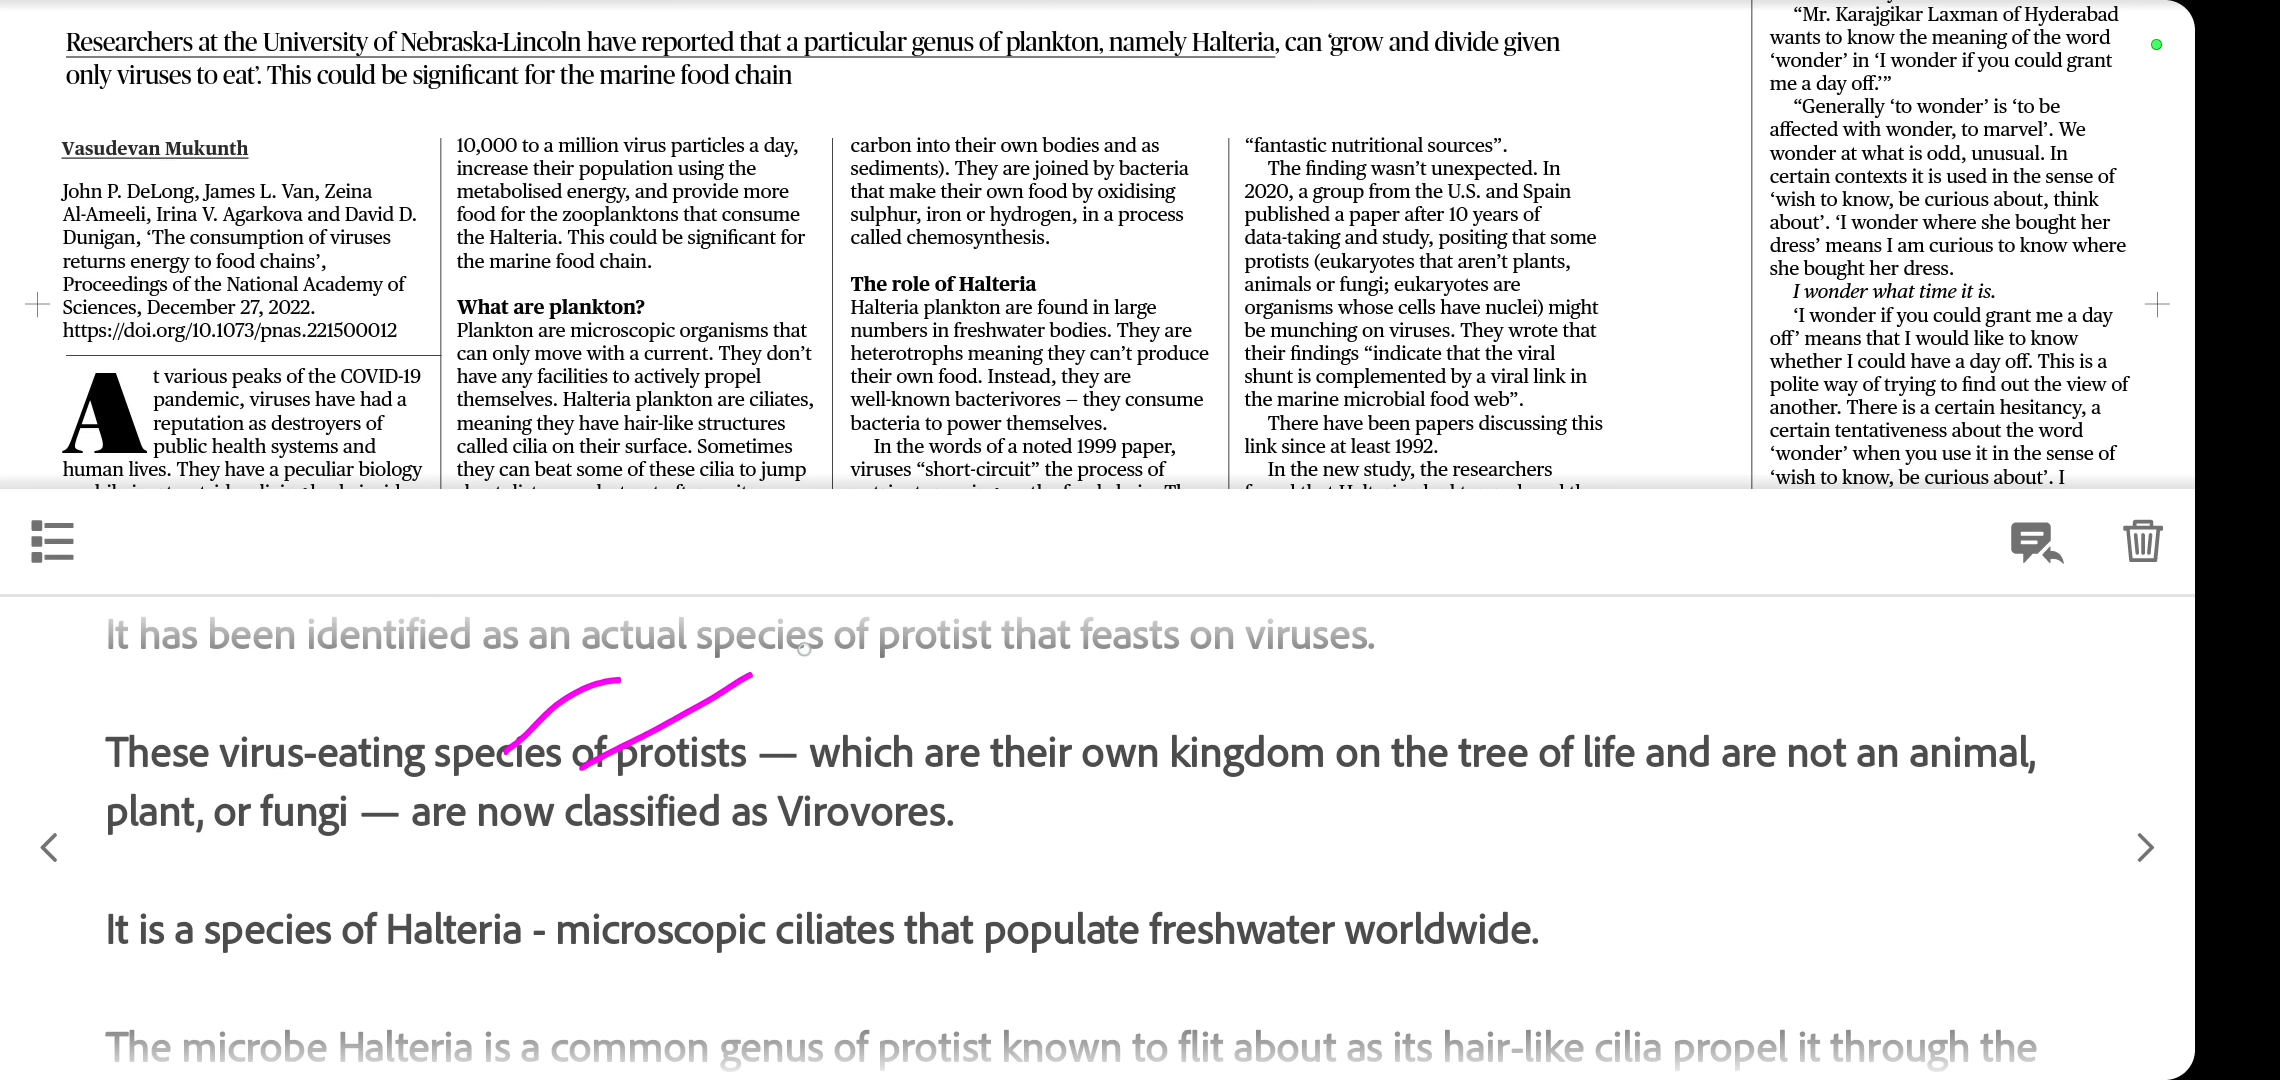 Researchers at the University of Nebraska-Lincoln have reported that a particular genus of plankton, namely Halteria, can ‘grow and divide given
only viruses to eat’. This could be significant for the marine food chain
Vasudevan Mukunth
John P. DeLong, James L. Van, Zeina
Al-Ameeli, Irina V. Agarkova and David D.
Dunigan, ‘The consumption of viruses
returns energy to food chains’,
Proceedings of the National Academy of
Sciences, December 27, 2022.
https://doi.org/10.1073/pnas.221500012
At various peaks of the COVID-19
pandemic, viruses have had a
reputation as destroyers of
public health systems and
human lives. They have a peculiar biology
10,000 to a million virus particles a day,
increase their population using the
metabolised energy, and provide more
food for the zooplanktons that consume
the Halteria. This could be significant for
the marine food chain.
What are plankton?
Plankton are microscopic organisms that
can only move with a current. They don’t
have any facilities to actively propel
themselves. Halteria plankton are ciliates,
meaning they have hair-like structures
called cilia on their surface. Sometimes
they can beat some of these cilia to jump
carbon into their own bodies and as
sediments). They are joined by bacteria
that make their own food by oxidising
sulphur, iron or hydrogen, in a process
called chemosynthesis.
The role of Halteria
Halteria plankton are found in large
numbers in freshwater bodies. They are
heterotrophs meaning they can’t produce
their own food. Instead, they are
well-known bacterivores — they consume
bacteria to power themselves.
In the words of a noted 1999 paper,
viruses “short-circuit” the process of
“fantastic nutritional sources”.
The finding wasn’t unexpected. In
2020, a group from the U.S. and Spain
published a paper after 10 years of
data-taking and study, positing that some
protists (eukaryotes that aren’t plants,
animals or fungi; eukaryotes are
organisms whose cells have nuclei) might
be munching on viruses. They wrote that
their findings “indicate that the viral
shunt is complemented by a viral link in
the marine microbial food web”.
There have been papers discussing this
link since at least 1992.
In the new study, the researchers
“Mr. Karajgikar Laxman of Hyderabad
wants to know the meaning of the word
‘wonder’ in ‘I wonder if you could grant
me a day off.’”
“Generally ‘to wonder’ is ‘to be
affected with wonder, to marvel’. We
wonder at what is odd, unusual. In
certain contexts it is used in the sense of
‘wish to know, be curious about, think
about’. ‘I wonder where she bought her
dress’ means I am curious to know where
she bought her dress.
I wonder what time it is.
‘I wonder if you could grant me a day
off’ means that I would like to know
whether I could have a day off. This is a
polite way of trying to find out the view of
another. There is a certain hesitancy, a
certain tentativeness about the word
‘wonder’ when you use it in the sense of
‘wish to know, be curious about’. I
It has been identified as an actual species of protist that feasts on viruses.
These virus-eating species of protists — which are their own kingdom on the tree of life and are not an animal,
plant, or fungi — are now classified as Virovores.
It is a species of Halteria - microscopic ciliates that populate freshwater worldwide.
The microbe Halteria is a common genus of protist known to flit about as its hair-like cilia propel it through the